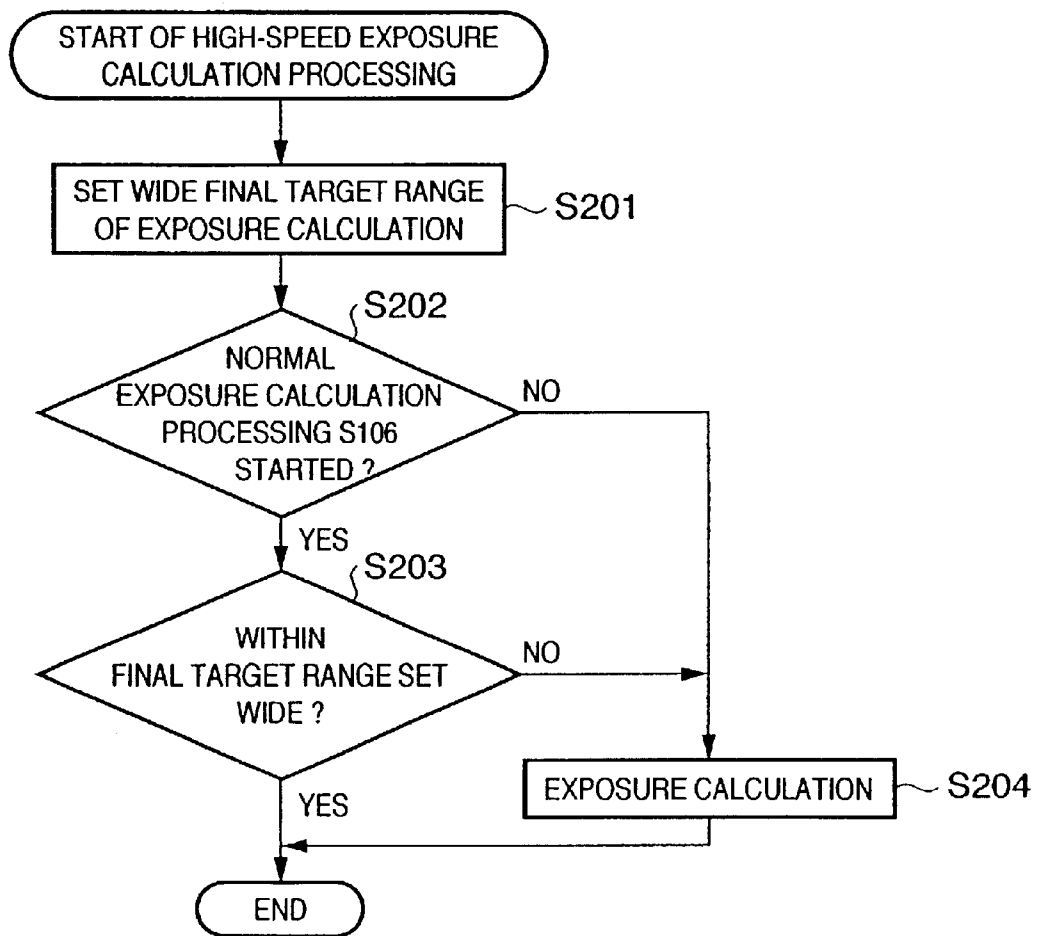 START OF HIGH-SPEED EXPOSURE
CALCULATION PROCESSING
SET WIDE FINAL TARGET RANGE
OF EXPOSURE CALCULATION
S201
S202
NORMAL
EXPOSURE CALCULATION
PROCESSING S106
STARTED ?
NO
YES
S203
WITHIN
FINAL TARGET RANGE SET
WIDE ?
NO
YES
EXPOSURE CALCULATION
S204
END